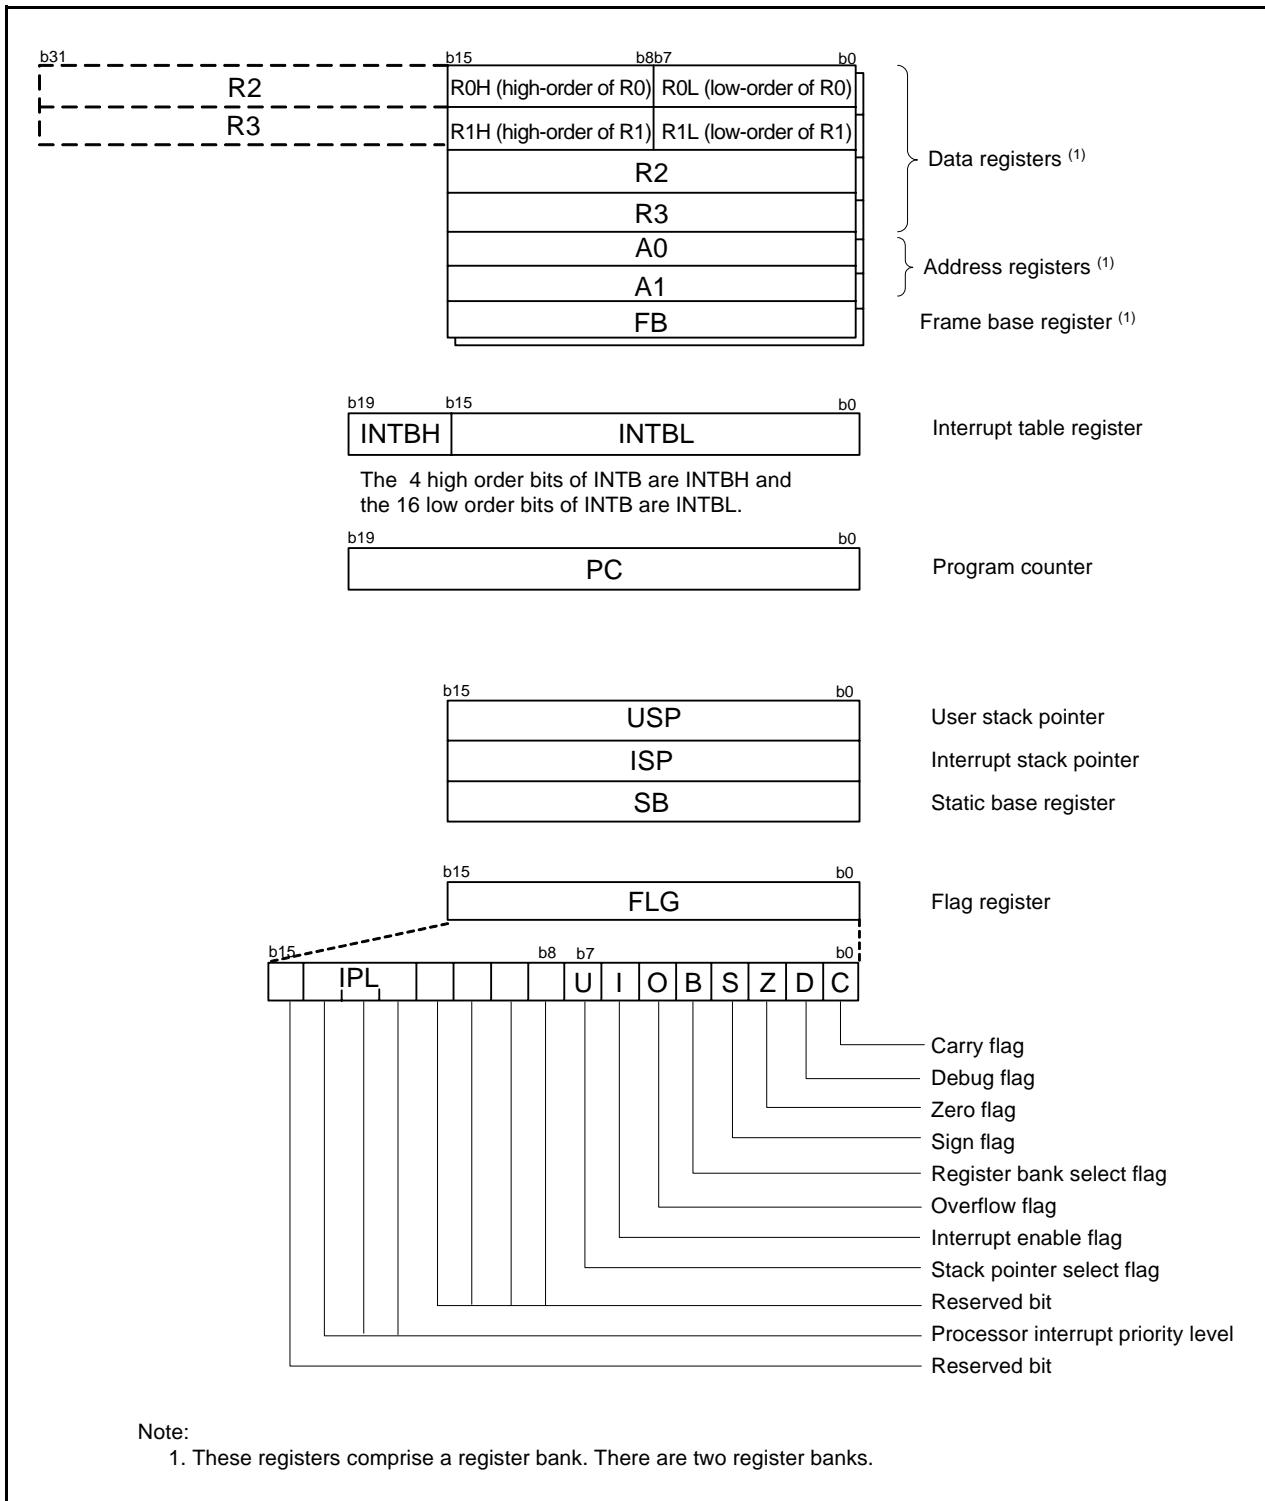 b31 b15 b8b7 b0
R2 R0H (high-order of R0) R0L (low-order of R0)
R3 R1H (high-order of R1) R1L (low-order of R1)
Data registers (1)
R2
R3
A0
Address registers (1)
A1
FB Frame base register (1)
b19 b15 b0
INTBH INTBL Interrupt table register
The 4 high order bits of INTB are INTBH and
the 16 low order bits of INTB are INTBL.
b19 b0
PC Program counter
b15 b0
USP User stack pointer
ISP Interrupt stack pointer
SB Static base register
b15 b0
FLG Flag register
b15 b8 b7 b0
IPL U I O B S Z D C
Carry flag
Debug flag
Zero flag
Sign flag
Register bank select flag
Overflow flag
Interrupt enable flag
Stack pointer select flag
Reserved bit
Processor interrupt priority level
Reserved bit
Note:
1. These registers comprise a register bank. There are two register banks.